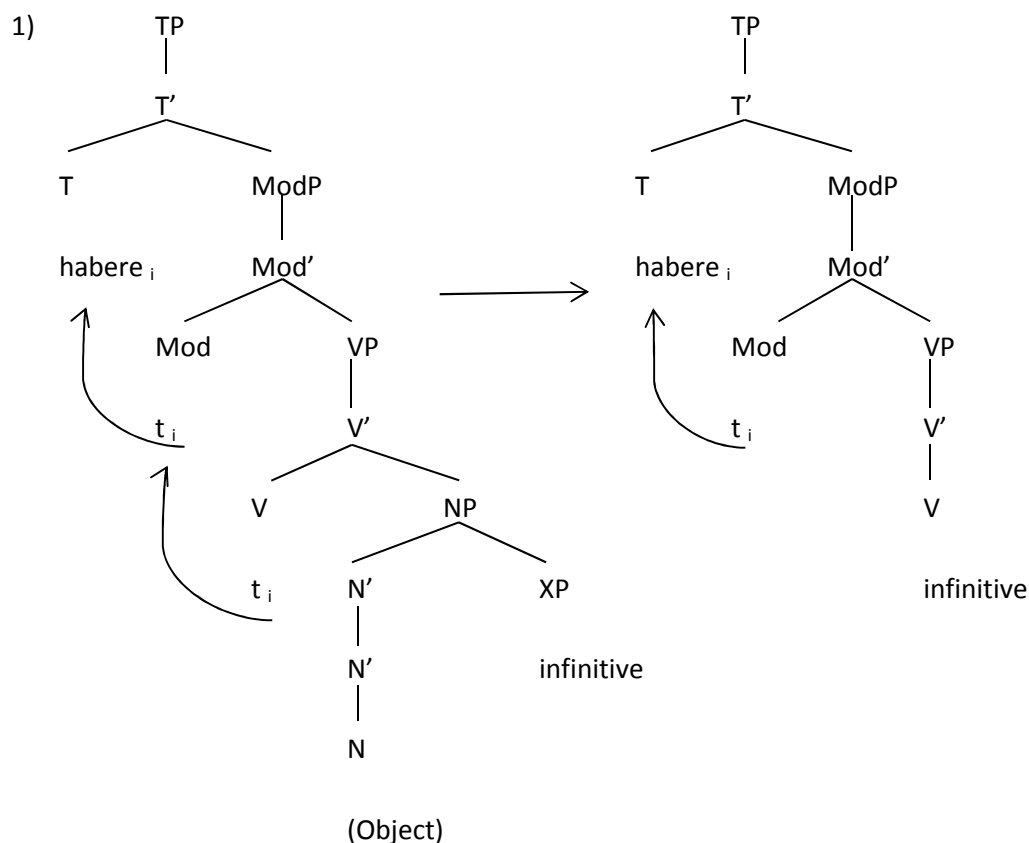 1) TP TP
T’ T’
T ModP T ModP
habere i Mod’ habere i Mod’
Mod VP Mod VP
t i V’ t i V’
V NP V
t i N’ XP infinitive
N’ infinitive
N
(Object)